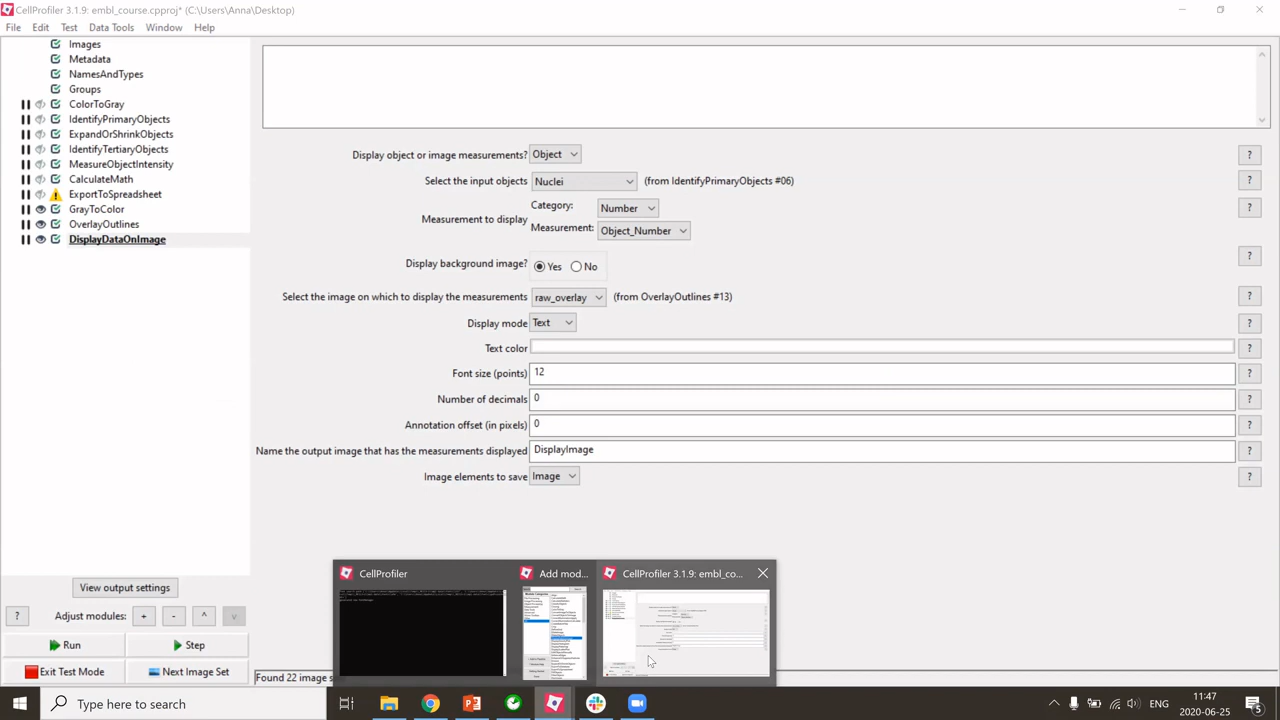 CellProfiler 3.1.9: embl_course.cpproj* (C:\Users\Anna\Desktop)
File Edit Test Data Tools Window Help
Images
Metadata
NamesAndTypes
Groups
ColorToGray
IdentifyPrimaryObjects
ExpandOrShrinkObjects
IdentifyTertiaryObjects
MeasureObjectIntensity
CalculateMath
ExportToSpreadsheet
GrayToColor
OverlayOutlines
DisplayDataOnImage
Display object or image measurements? Object ?
Select the input objects Nuclei (from IdentifyPrimaryObjects #06) ?
Measurement to display Category: Number ?
Measurement: Object_Number
Display background image? Yes No ?
Select the image on which to display the measurements raw_overlay (from OverlayOutlines #13) ?
Display mode Text ?
Text color ?
Font size (points) 12 ?
Number of decimals 0 ?
Annotation offset (in pixels) 0 ?
Name the output image that has the measurements displayed DisplayImage ?
Image elements to save Image ?
CellProfiler Add mod... CellProfiler 3.1.9: embl_co...
View output settings
? Adjust modules: + - ^ v
Run Step
Exit Test Mode Next Image Set Found 22 image s
Type here to search ENG 11:47
2020-06-25